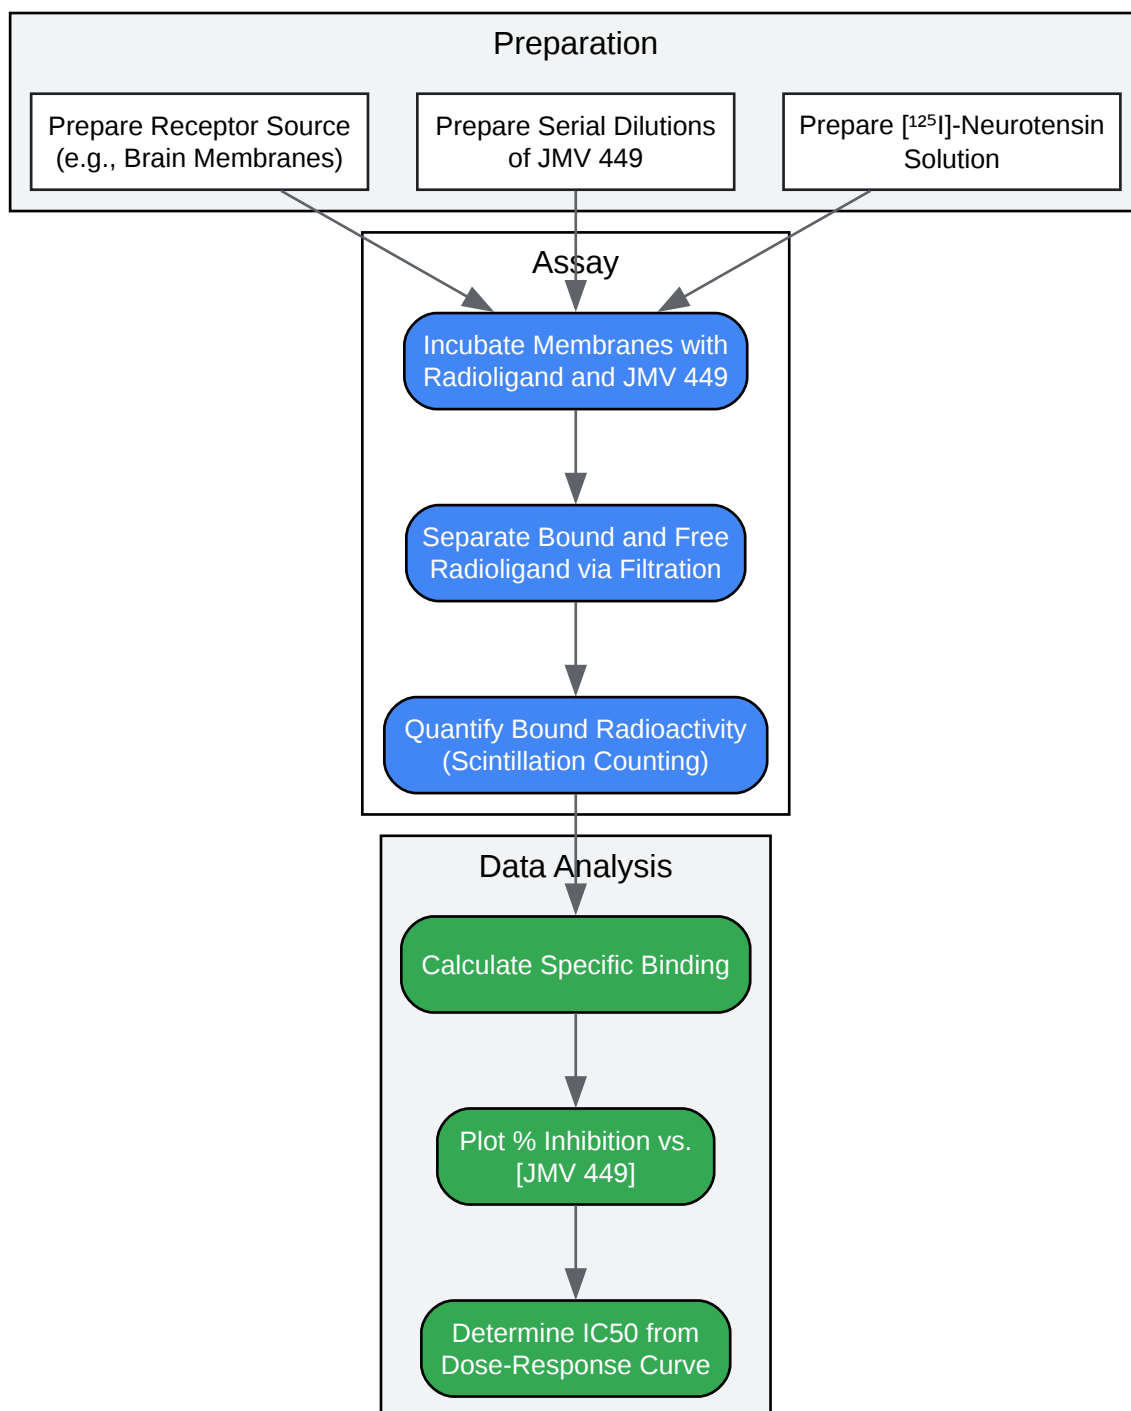 Preparation
Prepare Receptor Source
(e.g., Brain Membranes)
Prepare Serial Dilutions
of JMV 449
Prepare [¹²⁵I]-Neurotensin
Solution
Assay
Incubate Membranes with
Radioligand and JMV 449
Separate Bound and Free
Radioligand via Filtration
Quantify Bound Radioactivity
(Scintillation Counting)
Data Analysis
Calculate Specific Binding
Plot % Inhibition vs.
[JMV 449]
Determine IC50 from
Dose-Response Curve